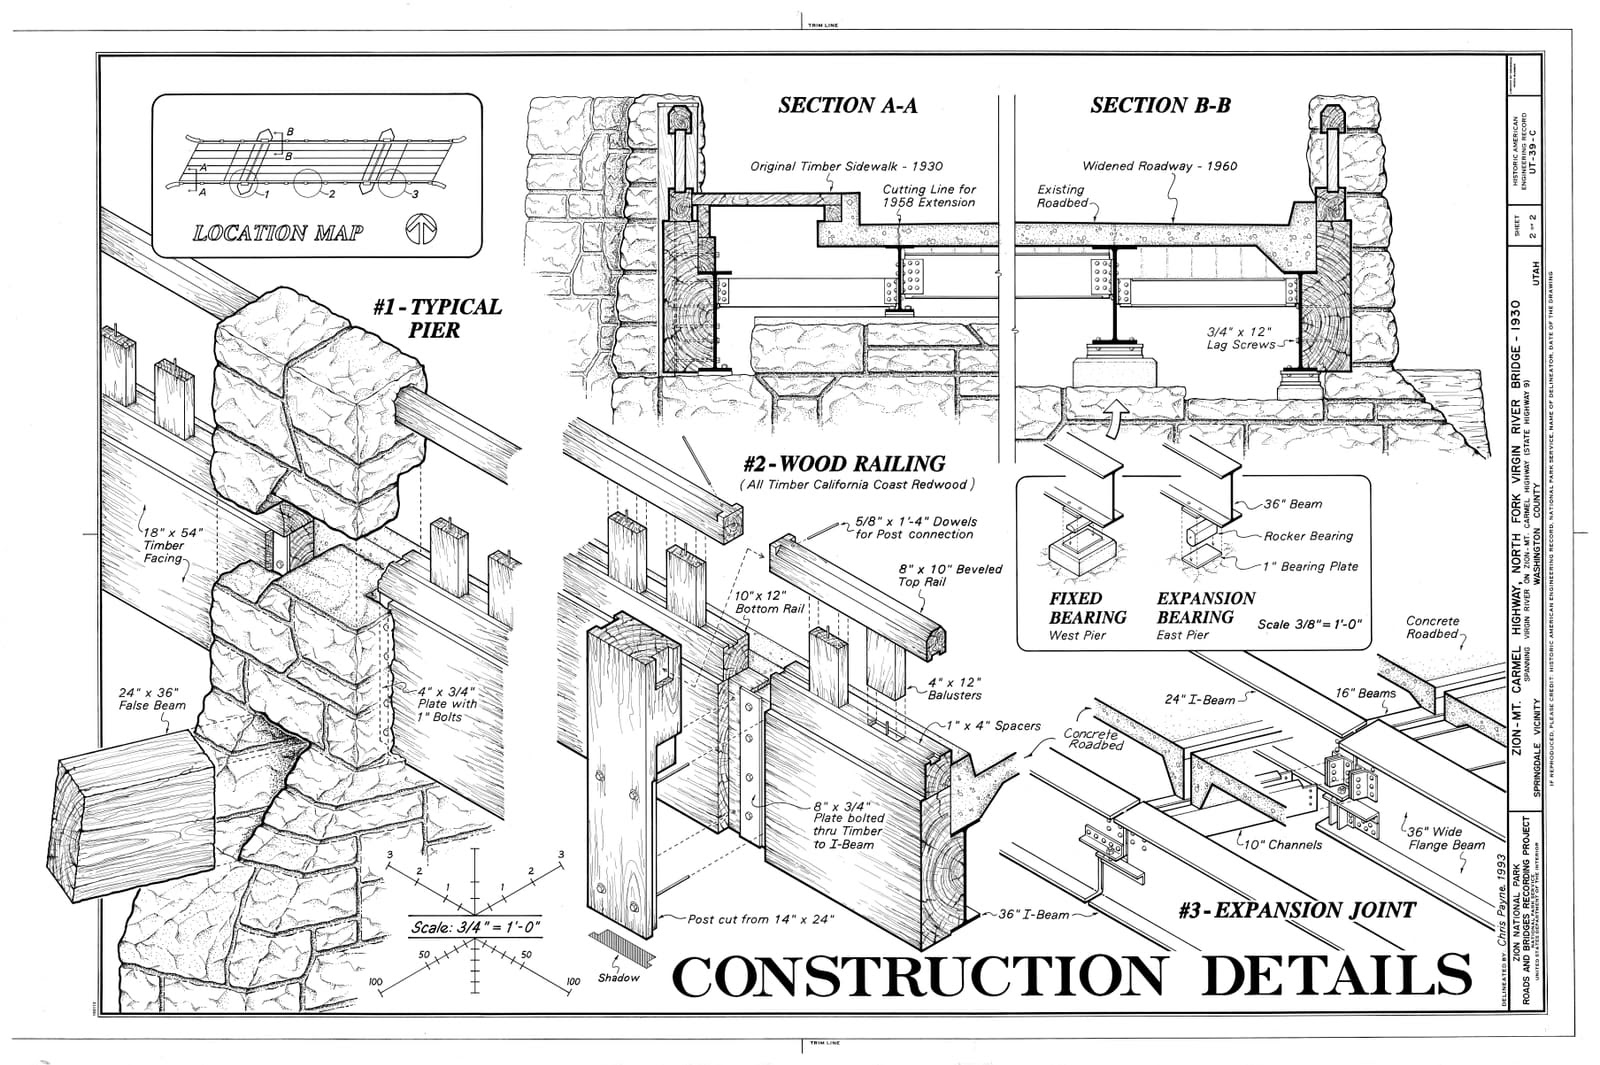 TRIM LINE
SECTION A-A
SECTION B-B
B
B
A
A
1
2
3
LOCATION MAP
Original Timber Sidewalk - 1930
Cutting Line for
1958 Extension
Existing
Roadbed
Widened Roadway - 1960
3/4" x 12"
Lag Screws
#1 - TYPICAL
PIER
18" x 54"
Timber
Facing
24" x 36"
False Beam
4" x 3/4"
Plate with
1" Bolts
#2 - WOOD RAILING
(All Timber California Coast Redwood)
5/8" x 1'-4" Dowels
for Post connection
8" x 10" Beveled
Top Rail
10" x 12"
Bottom Rail
4" x 12"
Balusters
1" x 4" Spacers
8" x 3/4"
Plate bolted
thru Timber
to I-Beam
Post cut from 14" x 24"
Shadow
36" Beam
Rocker Bearing
1" Bearing Plate
FIXED
BEARING
West Pier
EXPANSION
BEARING
East Pier
Scale 3/8" = 1'-0"
Concrete
Roadbed
24" I-Beam
16" Beams
Concrete
Roadbed
10" Channels
36" Wide
Flange Beam
36" I-Beam
#3 - EXPANSION JOINT
3
2
1
1
2
3
Scale: 3/4" = 1'-0"
50
50
100
100
CONSTRUCTION DETAILS
HISTORIC AMERICAN
ENGINEERING RECORD
UT-39-C
SHEET
2 OF 2
ZION-MT. CARMEL HIGHWAY, NORTH FORK VIRGIN RIVER BRIDGE - 1930
SPANNING VIRGIN RIVER ON ZION-MT. CARMEL HIGHWAY (STATE HIGHWAY 9)
SPRINGDALE VICINITY WASHINGTON COUNTY UTAH
DELINEATED BY: Chris Payne, 1993
ZION NATIONAL PARK
ROADS AND BRIDGES RECORDING PROJECT
NATIONAL PARK SERVICE
UNITED STATES DEPARTMENT OF THE INTERIOR
IF REPRODUCED, PLEASE CREDIT: HISTORIC AMERICAN ENGINEERING RECORD, NATIONAL PARK SERVICE, NAME OF DELINEATOR, DATE OF THE DRAWING
TRIM LINE